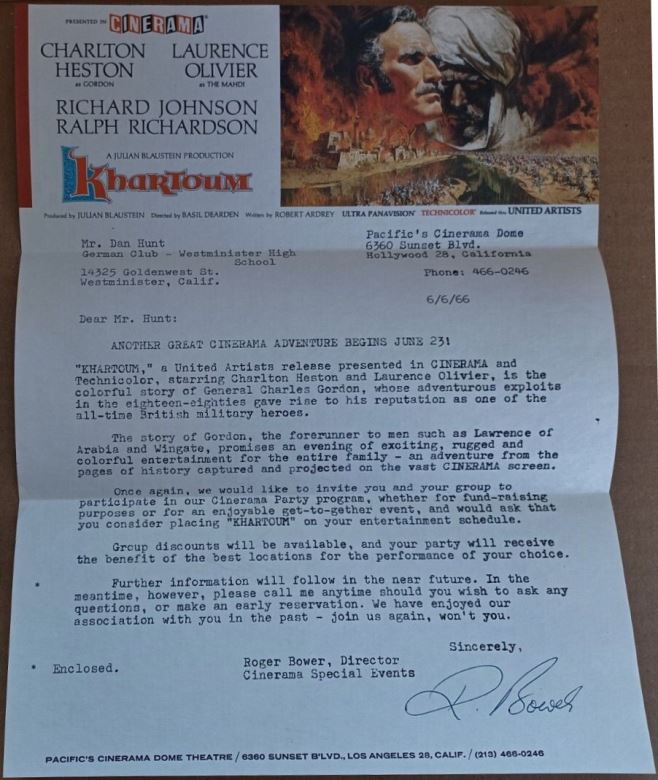 PRESENTED IN CINERAMA®
CHARLTON HESTON as GORDON
LAURENCE OLIVIER as THE MAHDI
RICHARD JOHNSON
RALPH RICHARDSON
A JULIAN BLAUSTEIN PRODUCTION
Khartoum
Produced by JULIAN BLAUSTEIN Directed by BASIL DEARDEN Written by ROBERT ARDREY ULTRA PANAVISION® TECHNICOLOR® Released thru UNITED ARTISTS
Mr. Dan Hunt
German Club - Westminister High
School
14325 Goldenwest St.
Westminister, Calif.
Pacific's Cinerama Dome
6360 Sunset Blvd.
Hollywood 28, California
Phone: 466-0246
6/6/66
Dear Mr. Hunt:
ANOTHER GREAT CINERAMA ADVENTURE BEGINS JUNE 23!
"KHARTOUM," a United Artists release presented in CINERAMA and
Technicolor, starring Charlton Heston and Laurence Olivier, is the
colorful story of General Charles Gordon, whose adventurous exploits
in the eighteen-eighties gave rise to his reputation as one of the
all-time British military heroes.
The story of Gordon, the forerunner to men such as Lawrence of
Arabia and Wingate, promises an evening of exciting, rugged and
colorful entertainment for the entire family - an adventure from the
pages of history captured and projected on the vast CINERAMA screen.
Once again, we would like to invite you and your group to
participate in our Cinerama Party program, whether for fund-raising
purposes or for an enjoyable get-to-gether event, and would ask that
you consider placing "KHARTOUM" on your entertainment schedule.
Group discounts will be available, and your party will receive
the benefit of the best locations for the performance of your choice.
* Further information will follow in the near future. In the
meantime, however, please call me anytime should you wish to ask any
questions, or make an early reservation. We have enjoyed our
association with you in the past - join us again, won't you.
Sincerely,
* Enclosed.
Roger Bower, Director
Cinerama Special Events
R. Bower
PACIFIC'S CINERAMA DOME THEATRE / 6360 SUNSET B'LVD., LOS ANGELES 28, CALIF. / (213) 466-0246